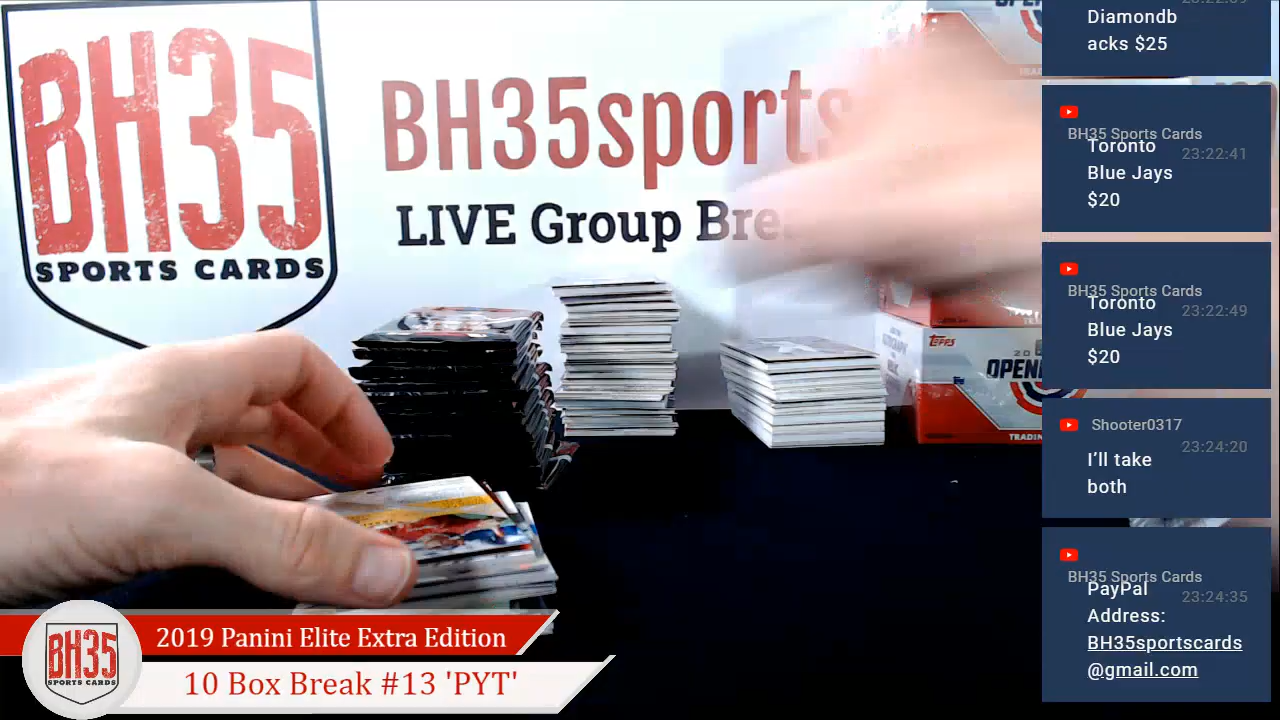 BH35
SPORTS CARDS
BH35sports
LIVE Group Bre
Topps
OPEN
TRADIN
Diamondb
acks $25
BH35 Sports Cards
23:22:41
Toronto
Blue Jays
$20
BH35 Sports Cards
23:22:49
Toronto
Blue Jays
$20
Shooter0317
23:24:20
I'll take
both
BH35 Sports Cards
23:24:35
PayPal
Address:
BH35sportscards
@gmail.com
BH35
SPORTS CARDS
2019 Panini Elite Extra Edition
10 Box Break #13 'PYT'